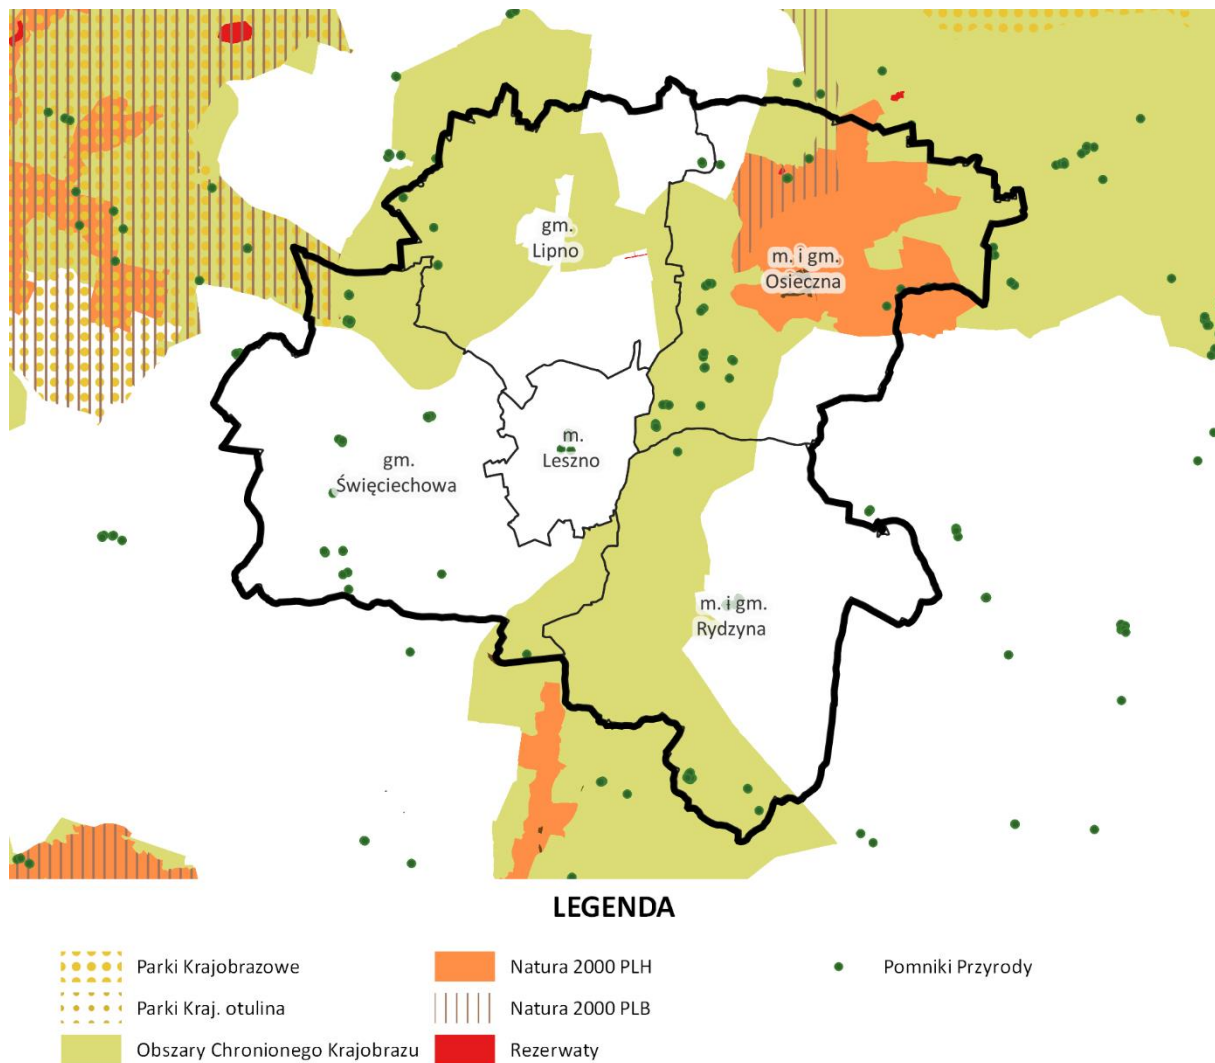 gm.
Lipno
m. i gm.
Osieczna
m.
Leszno
gm.
Święciechowa
m. i gm.
Rydzyna
LEGENDA
Parki Krajobrazowe
Natura 2000 PLH
Pomniki Przyrody
Parki Kraj. otulina
Natura 2000 PLB
Obszary Chronionego Krajobrazu
Rezerwaty